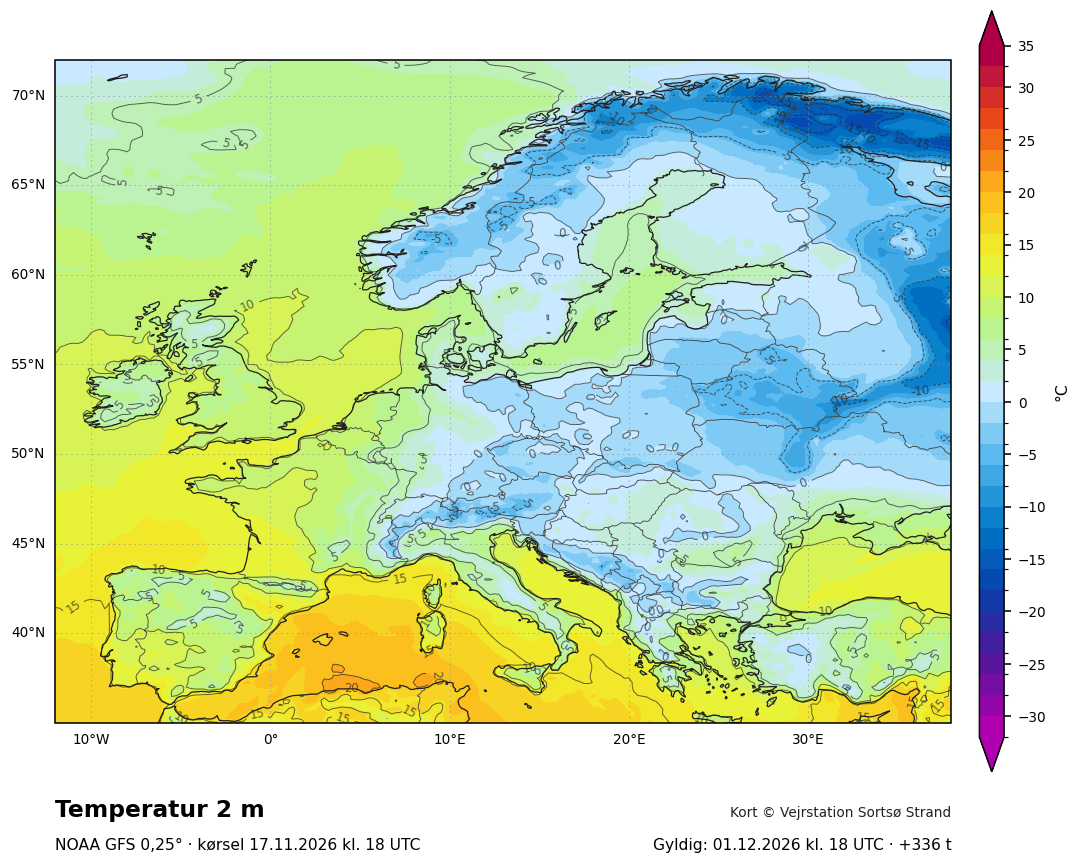 35
30
25
20
15
10
5
0
−5
−10
−15
−20
−25
−30
°C
70°N
65°N
60°N
55°N
50°N
45°N
40°N
10°W 0° 10°E 20°E 30°E
Temperatur 2 m
Kort © Vejrstation Sortsø Strand
NOAA GFS 0,25° · kørsel 17.11.2026 kl. 18 UTC
Gyldig: 01.12.2026 kl. 18 UTC · +336 t